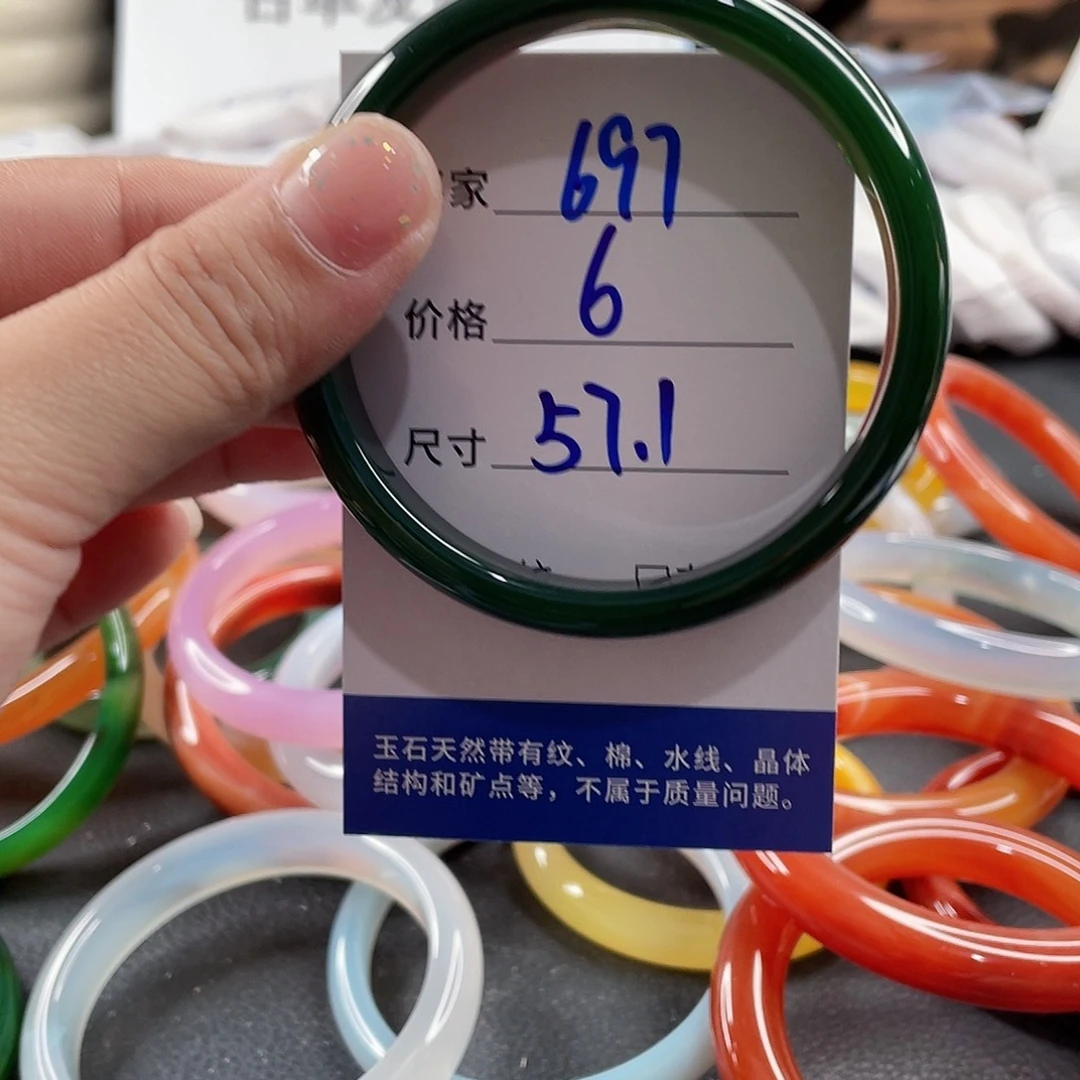 家 697
价格 6
尺寸 57.1
玉石天然带有纹、棉、水线、晶体
结构和矿点等，不属于质量问题。